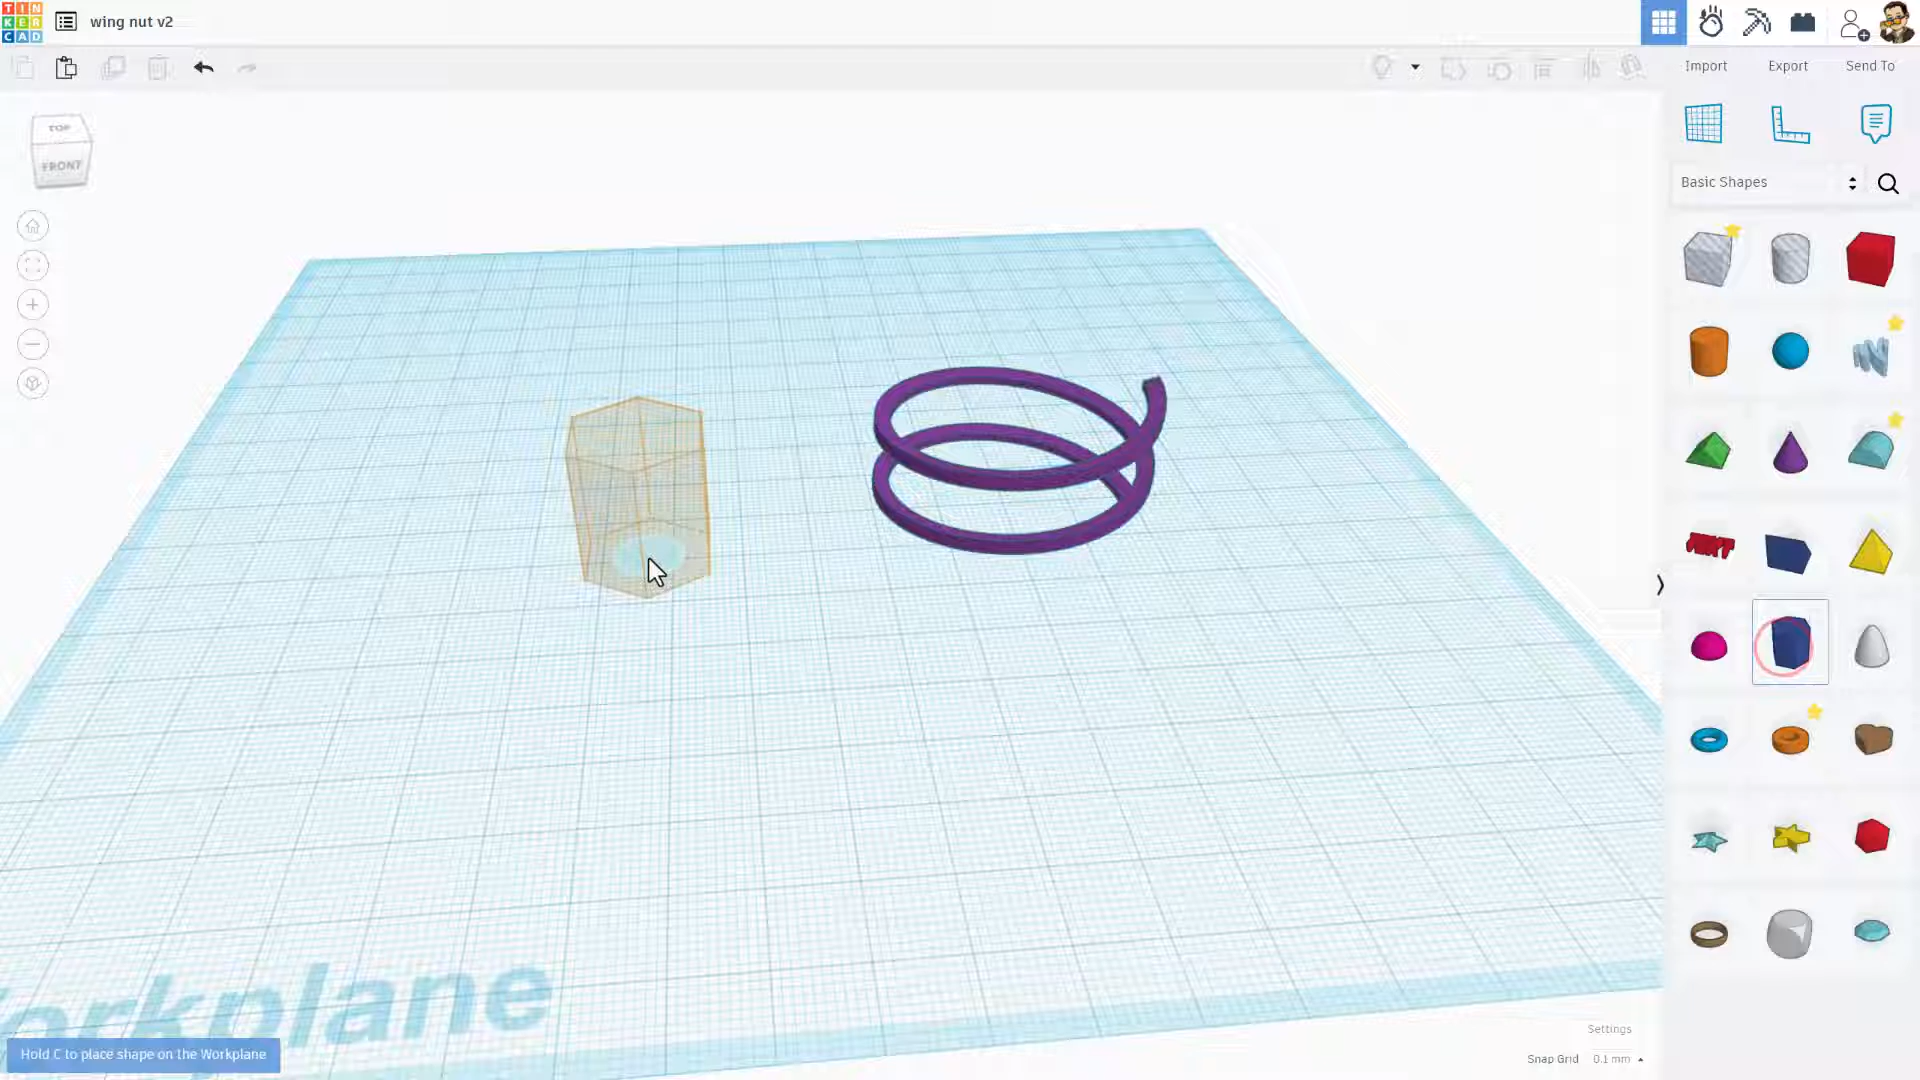 TIN
KER
CAD
wing nut v2
Import
Export
Send To
TOP
FRONT
Basic Shapes
orkplane
Settings
Hold C to place shape on the Workplane
Snap Grid 0.1 mm